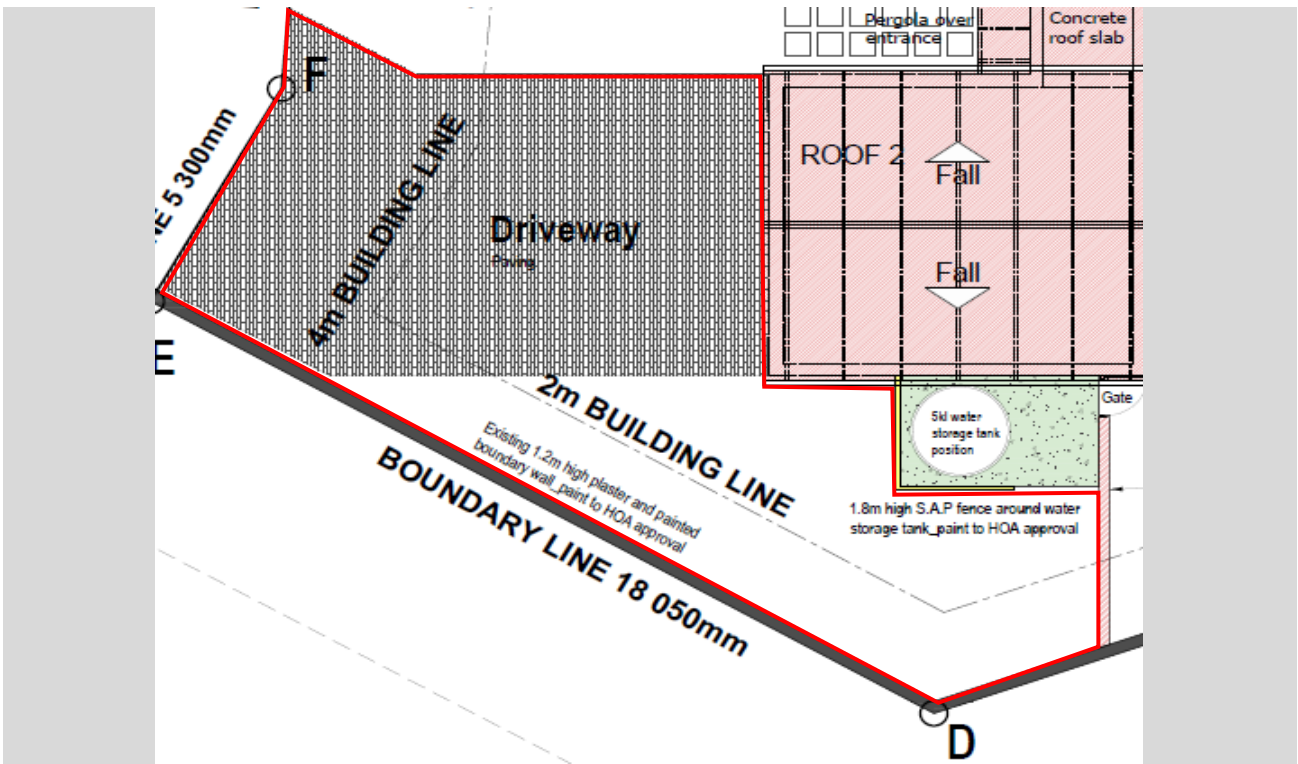 Pergola over
entrance
Concrete
roof slab
F
NE 5 300mm
4m BUILDING LINE
ROOF 2
Fall
Driveway
Paving
Fall
E
2m BUILDING LINE
Gate
5kl water
storage tank
position
Existing 1.2m high plaster and painted
boundary wall_paint to HOA approval
BOUNDARY LINE 18 050mm
1.8m high S.A.P fence around water
storage tank_paint to HOA approval
D